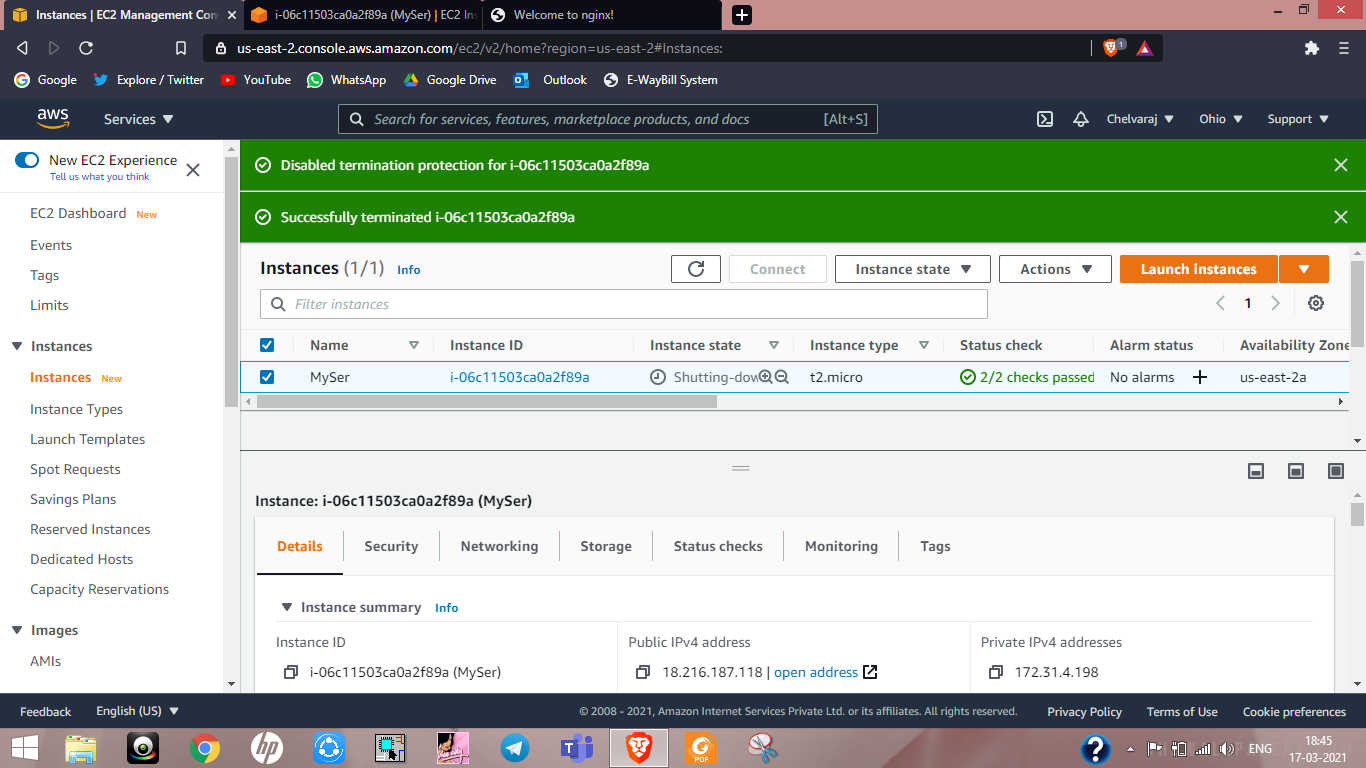 Instances | EC2 Management Con
i-06c11503ca0a2f89a (MySer) | EC2 Ins
Welcome to nginx!
us-east-2.console.aws.amazon.com/ec2/v2/home?region=us-east-2#Instances:
1
Google
Explore / Twitter
YouTube
WhatsApp
Google Drive
Outlook
E-WayBill System
aws
Services
Search for services, features, marketplace products, and docs
[Alt+S]
Chelvaraj
Ohio
Support
New EC2 Experience
Tell us what you think
EC2 Dashboard New
Events
Tags
Limits
Instances
Instances New
Instance Types
Launch Templates
Spot Requests
Savings Plans
Reserved Instances
Dedicated Hosts
Capacity Reservations
Images
AMIs
Disabled termination protection for i-06c11503ca0a2f89a
Successfully terminated i-06c11503ca0a2f89a
Instances (1/1) Info
Connect
Instance state
Actions
Launch instances
Filter instances
1
Name
Instance ID
Instance state
Instance type
Status check
Alarm status
Availability Zone
MySer
i-06c11503ca0a2f89a
Shutting-dow
t2.micro
2/2 checks passed
No alarms
us-east-2a
Instance: i-06c11503ca0a2f89a (MySer)
Details
Security
Networking
Storage
Status checks
Monitoring
Tags
Instance summary Info
Instance ID
Public IPv4 address
Private IPv4 addresses
i-06c11503ca0a2f89a (MySer)
18.216.187.118 | open address
172.31.4.198
Feedback
English (US)
© 2008 - 2021, Amazon Internet Services Private Ltd. or its affiliates. All rights reserved.
Privacy Policy
Terms of Use
Cookie preferences
hp
PDF
ENG
18:45
17-03-2021